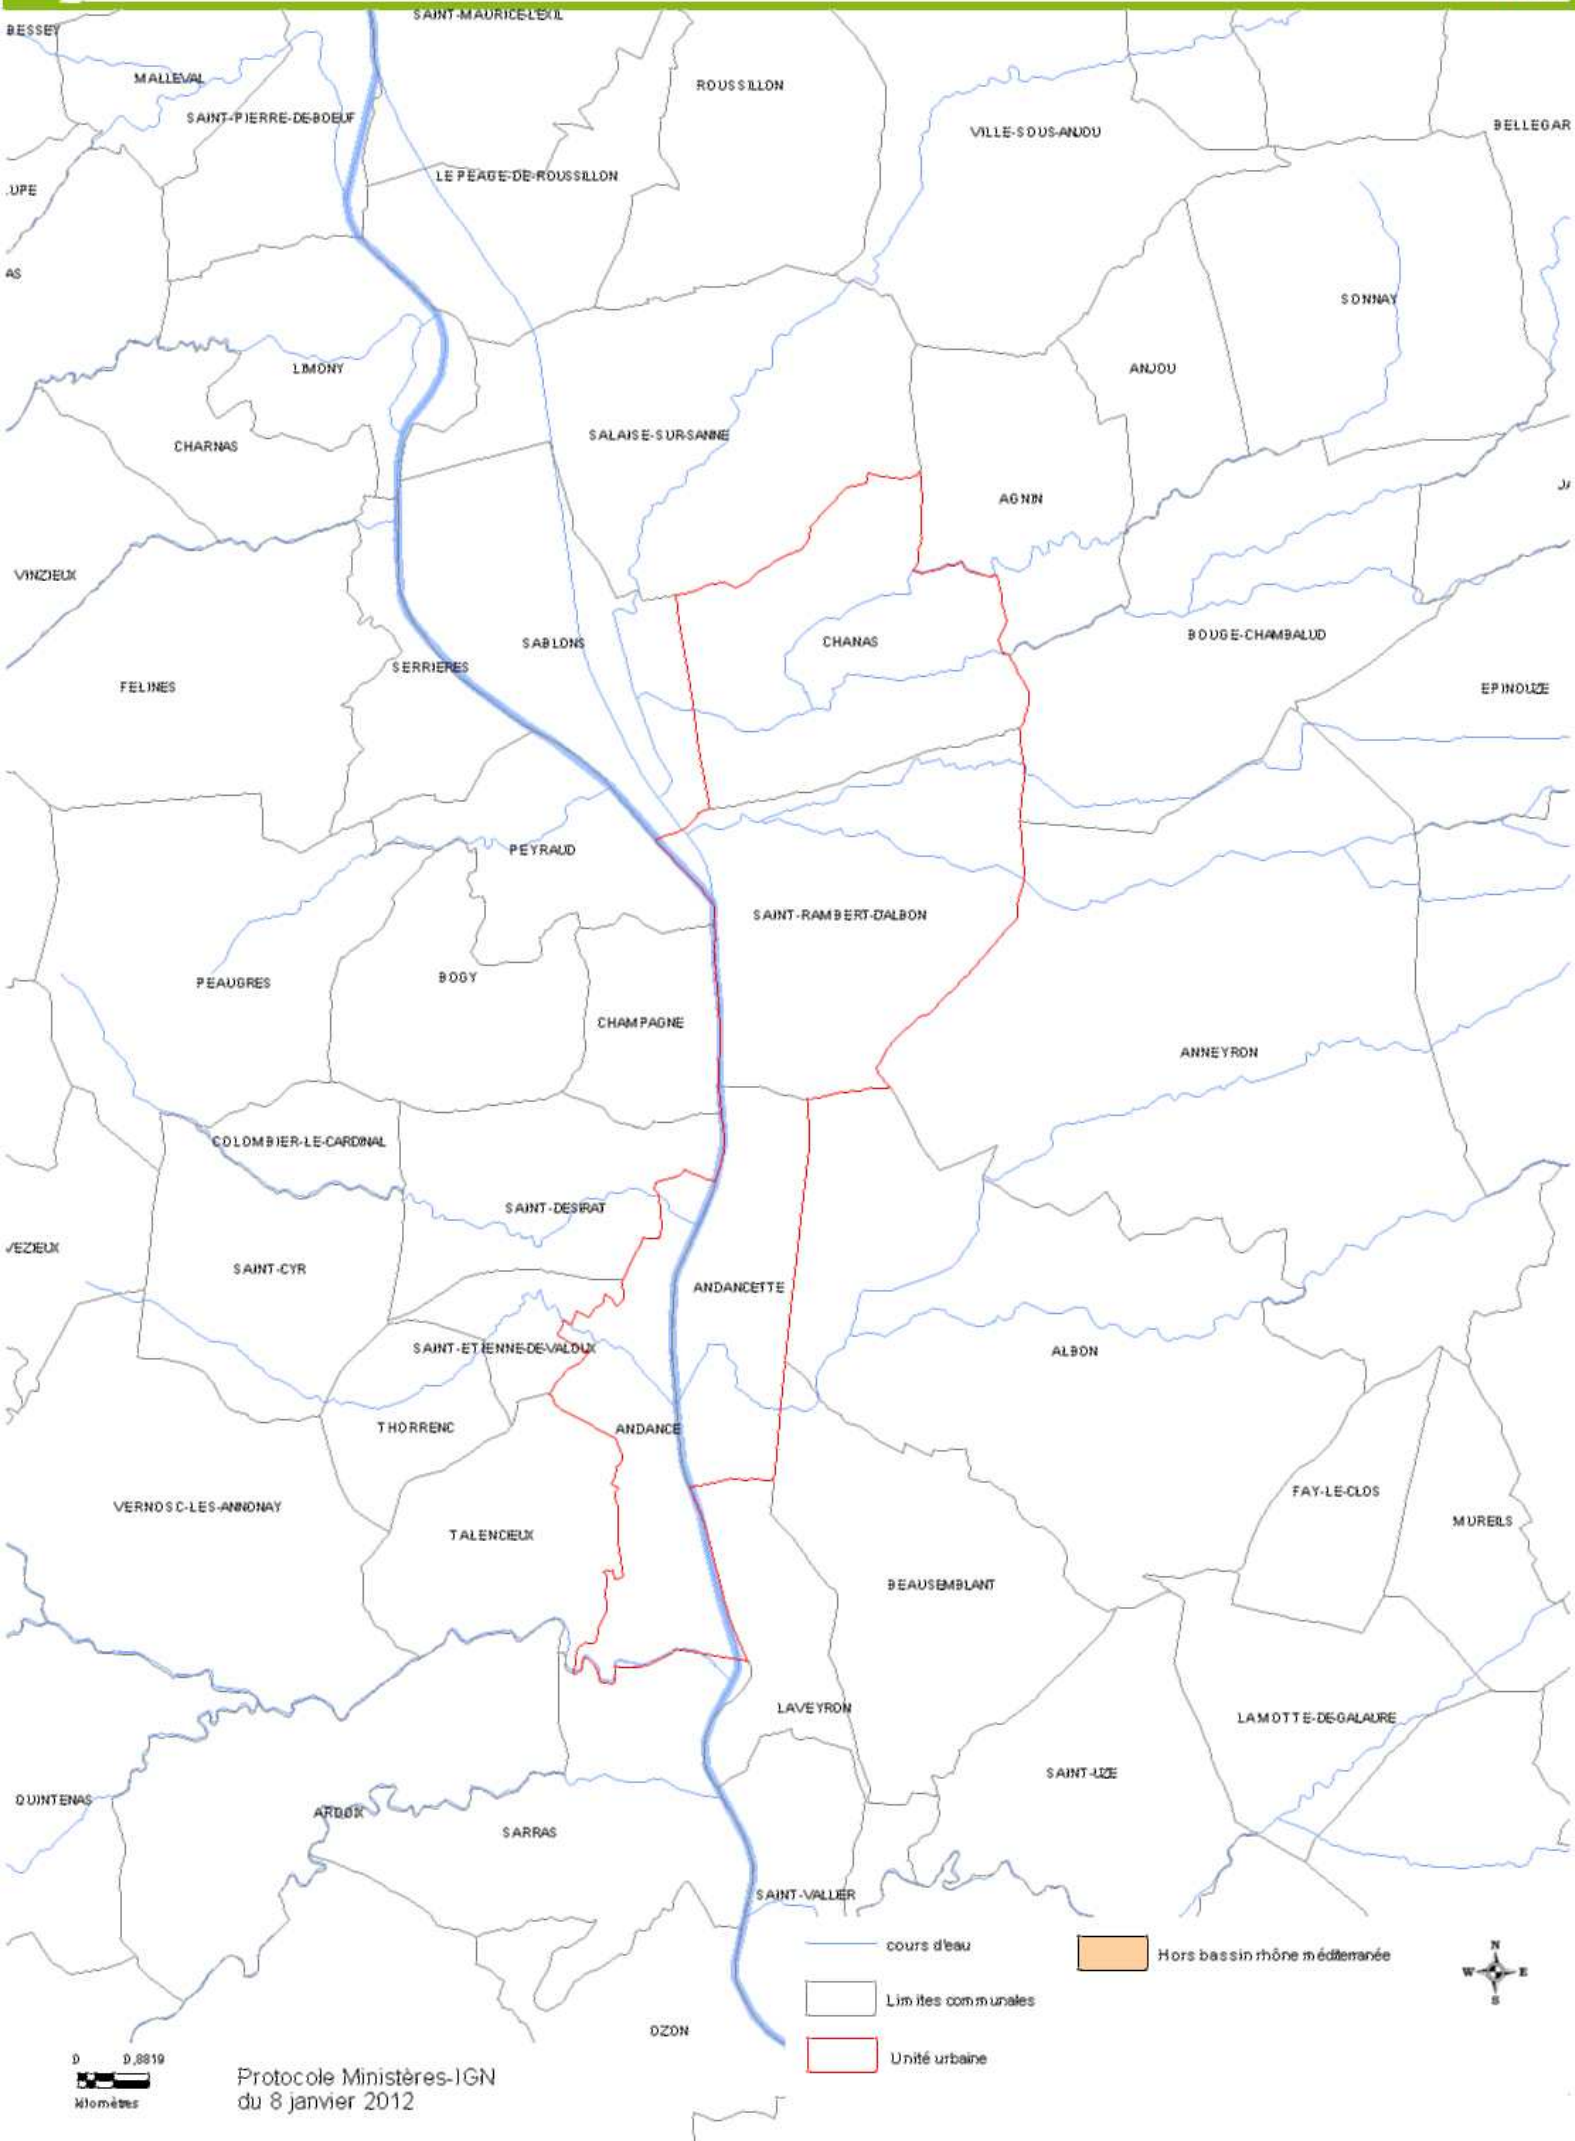 SAINT-MAURICE-L'EXIL
BESSEY
MALLEVAL
ROUSSILLON
SAINT-PIERRE-DE-BOEUF
VILLE-SOUS-ANJOU
BELLEGAR
LE PEAGE-DE-ROUSSILLON
UPE
AS
SONNAY
LIMONY
ANJOU
SALAISE-SUR-SANNE
CHARNAS
AGNIN
VINZIEUX
SABLONS
CHANAS
BOUGE-CHAMBALUD
SERRIERES
FELINES
EPINOUZE
PEYRAUD
SAINT-RAMBERT-D'ALBON
PEAUGRES
BOGY
CHAMPAGNE
ANNEYRON
COLOMBIER-LE-CARDINAL
SAINT-DESIRAT
VEZIEUX
SAINT-CYR
ANDANCETTE
SAINT-ETIENNE-DE-VALOUX
ALBON
THORRENC
ANDANCE
VERNOSC-LES-ANNONAY
FAY-LE-CLOS
TALENCIEUX
MUREILS
BEAUSEMBLANT
LAVEYRON
LA MOTTE-DE-GALAURE
SAINT-UZE
QUINTENAS
ARDOIX
SARRAS
SAINT-VALLIER
cours d'eau
Hors bassin rhône méditerranée
N
W E
S
Limites communales
OZON
Unité urbaine
0 0,8819
kilomètres
Protocole Ministères-IGN
du 8 janvier 2012